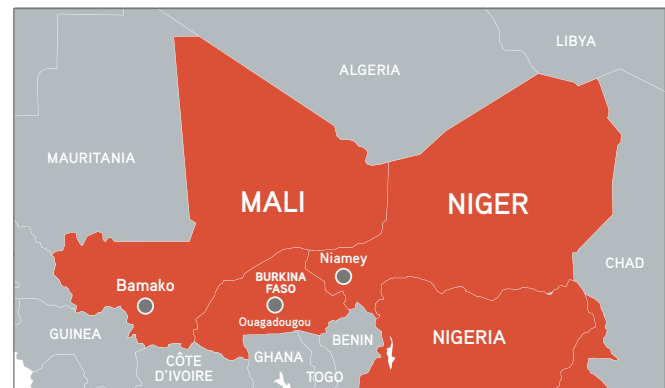 LIBYA
ALGERIA
MAURITANIA
MALI
NIGER
Niamey
CHAD
BURKINA
FASO
Bamako
Ouagadougou
GUINEA
NIGERIA
BENIN
CÔTE
D'IVOIRE
GHANA
TOGO